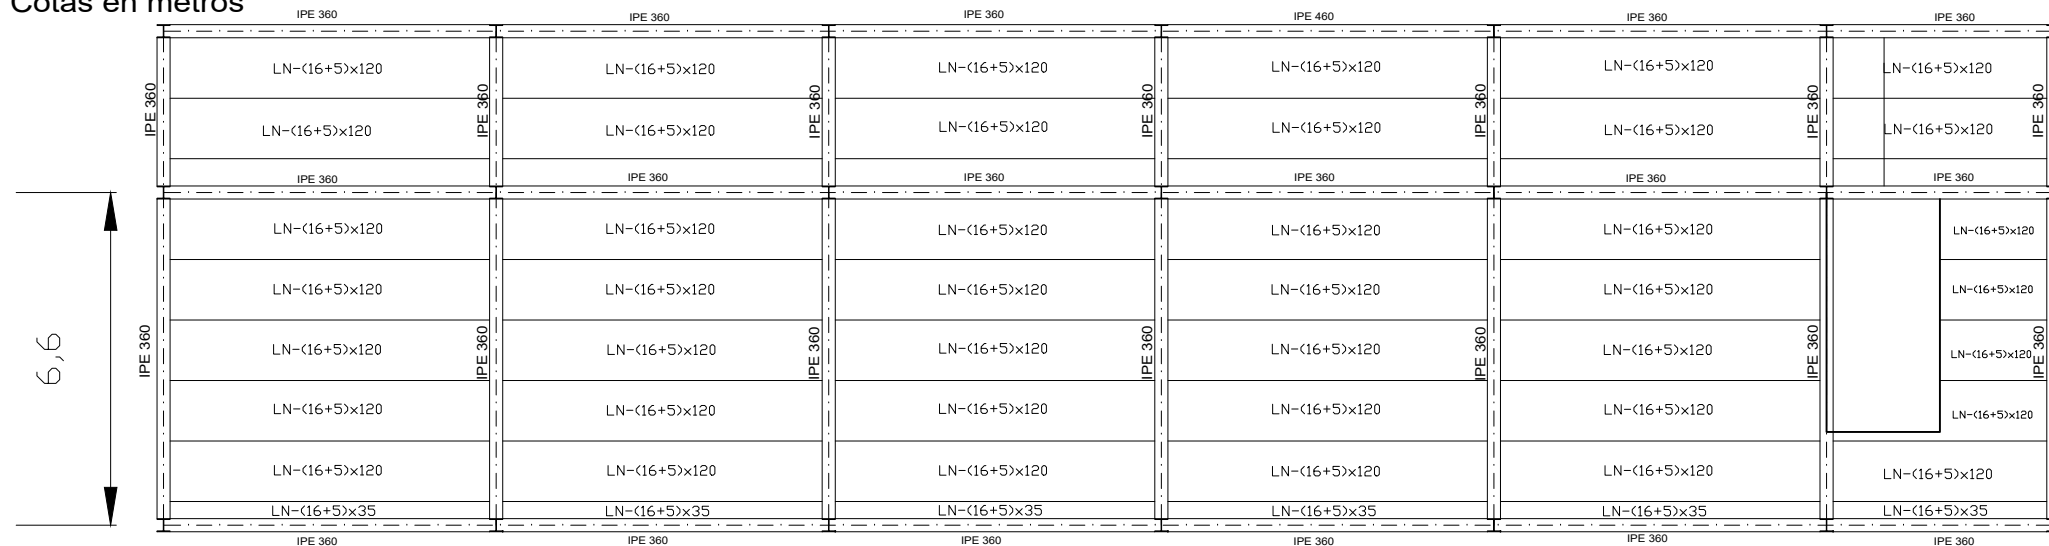 Cotas en metros
IPE 360 IPE 360 IPE 360 IPE 460 IPE 360 IPE 360
LN-(16+5)x120 LN-(16+5)x120 LN-(16+5)x120 LN-(16+5)x120 LN-(16+5)x120 LN-(16+5)x120
IPE 360 IPE 360 IPE 360 IPE 360 IPE 360 IPE 360
LN-(16+5)x120 LN-(16+5)x120 LN-(16+5)x120 LN-(16+5)x120 LN-(16+5)x120 LN-(16+5)x120
IPE 360 IPE 360 IPE 360 IPE 360 IPE 360 IPE 360
LN-(16+5)x120 LN-(16+5)x120 LN-(16+5)x120 LN-(16+5)x120 LN-(16+5)x120 LN-(16+5)x120
LN-(16+5)x120 LN-(16+5)x120 LN-(16+5)x120 LN-(16+5)x120 LN-(16+5)x120 LN-(16+5)x120
6,6
IPE 360 IPE 360 IPE 360 IPE 360 IPE 360 IPE 360
LN-(16+5)x120 LN-(16+5)x120 LN-(16+5)x120 LN-(16+5)x120 LN-(16+5)x120 LN-(16+5)x120
LN-(16+5)x120 LN-(16+5)x120 LN-(16+5)x120 LN-(16+5)x120 LN-(16+5)x120 LN-(16+5)x120
LN-(16+5)x120 LN-(16+5)x120 LN-(16+5)x120 LN-(16+5)x120 LN-(16+5)x120 LN-(16+5)x120
LN-(16+5)x35 LN-(16+5)x35 LN-(16+5)x35 LN-(16+5)x35 LN-(16+5)x35 LN-(16+5)x35
IPE 360 IPE 360 IPE 360 IPE 360 IPE 360 IPE 360